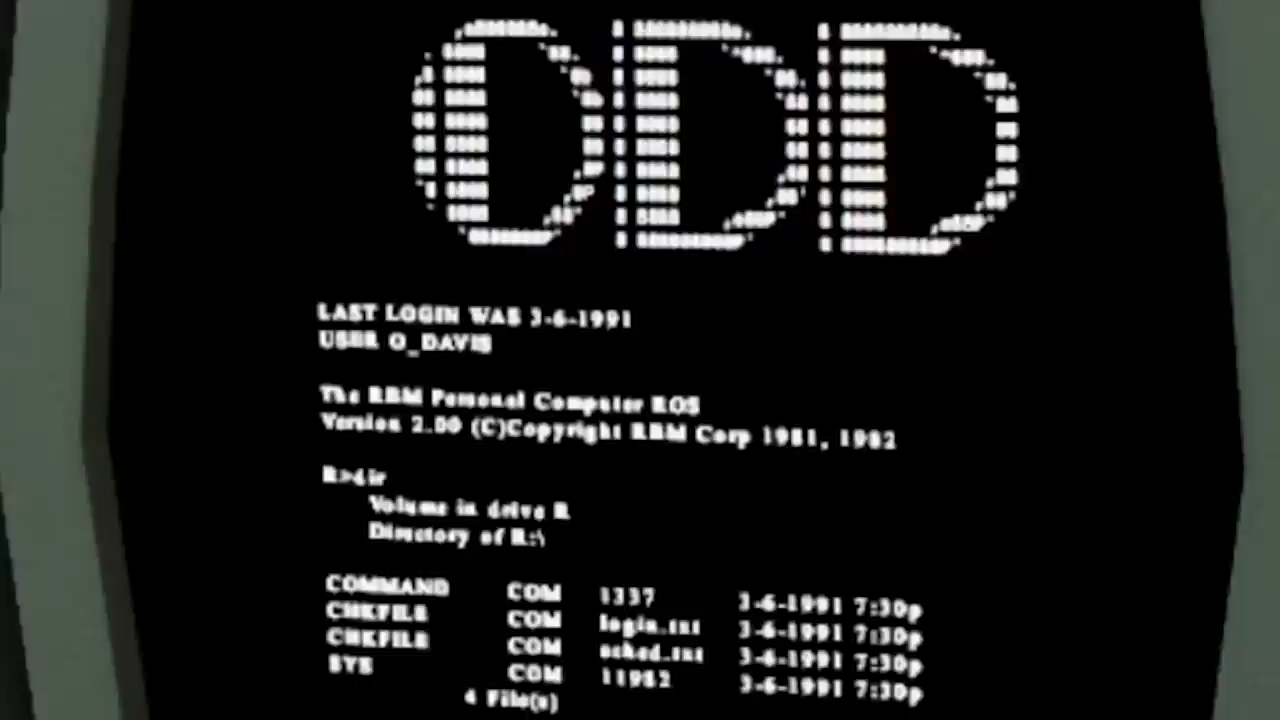 ODD
LAST LOGIN WAS 3-6-1991
USER O_DAVIS
The RBM Personal Computer ROS
Version 2.00 (C)Copyright RBM Corp 1981, 1982
R>dir
Volume in drive R
Directory of R:\
COMMAND COM 1337 3-6-1991 7:30p
CHKFILE COM login.txt 3-6-1991 7:30p
CHKFILE COM sched.txt 3-6-1991 7:30p
SYS COM 11982 3-6-1991 7:30p
4 File(s)